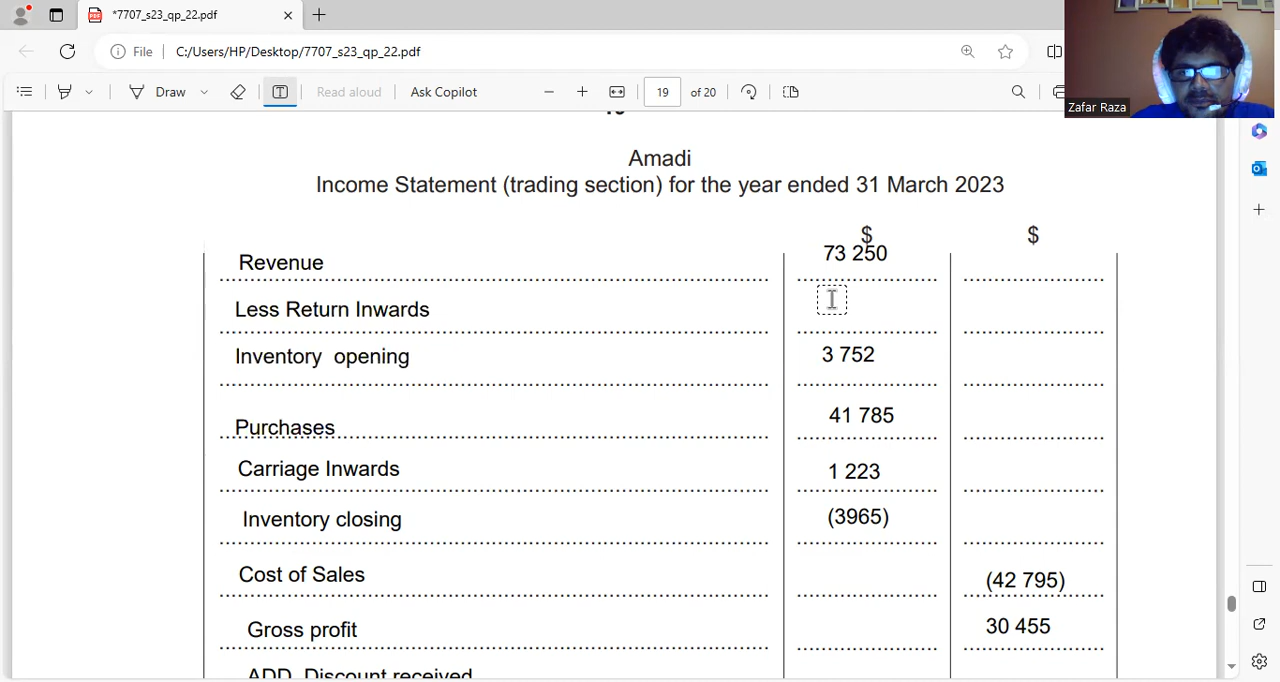 *7707_s23_qp_22.pdf
File
C:/Users/HP/Desktop/7707_s23_qp_22.pdf
Draw
Read aloud
Ask Copilot
19
of 20
Zafar Raza
Amadi
Income Statement (trading section) for the year ended 31 March 2023
$ $
Revenue 73 250
Less Return Inwards
Inventory opening 3 752
Purchases 41 785
Carriage Inwards 1 223
Inventory closing (3965)
Cost of Sales (42 795)
Gross profit 30 455
ADD Discount received